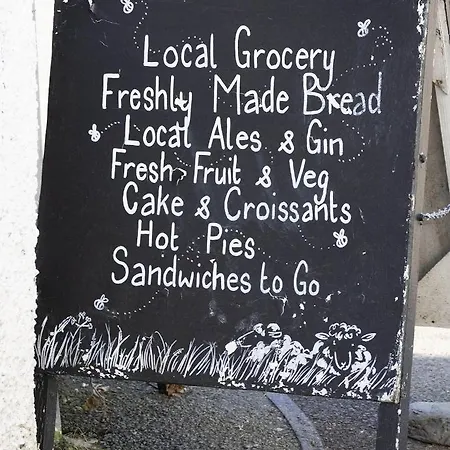 Local Grocery
Freshly Made Bread
Local Ales & Gin
Fresh Fruit & Veg
Cake & Croissants
Hot Pies
Sandwiches to Go